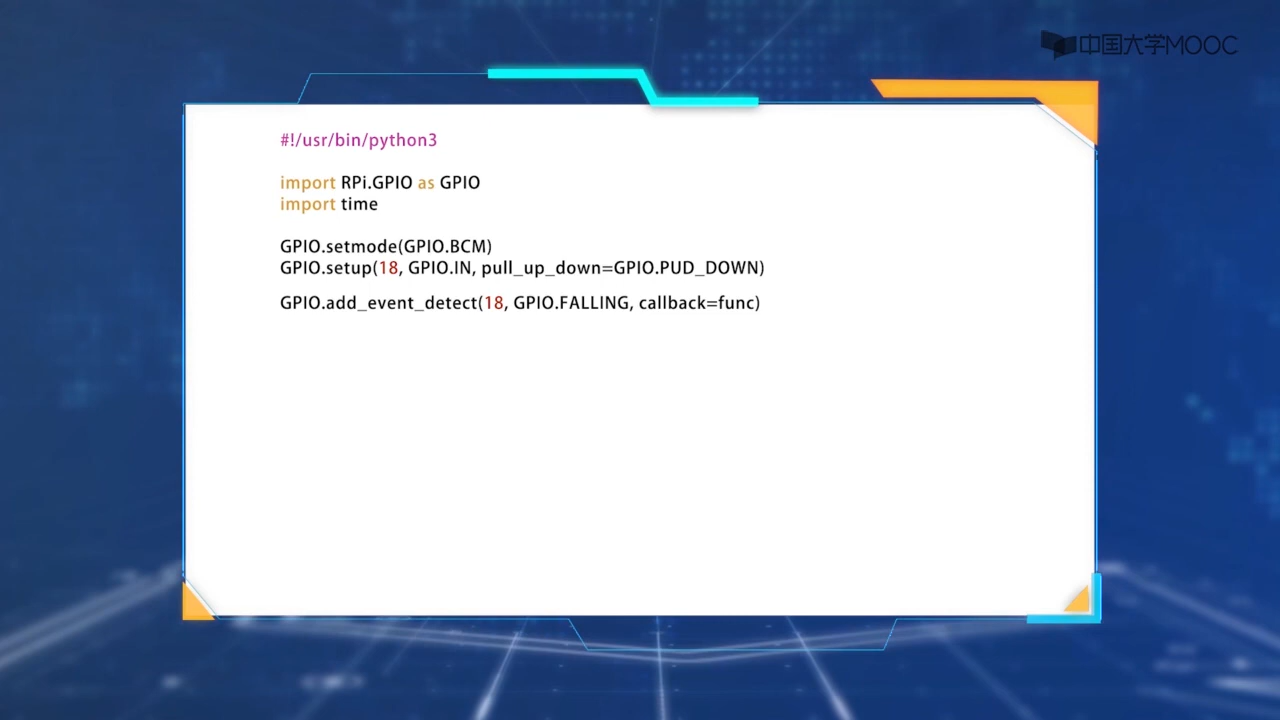 中国大学MOOC
#!/usr/bin/python3
import RPi.GPIO as GPIO
import time
GPIO.setmode(GPIO.BCM)
GPIO.setup(18, GPIO.IN, pull_up_down=GPIO.PUD_DOWN)
GPIO.add_event_detect(18, GPIO.FALLING, callback=func)